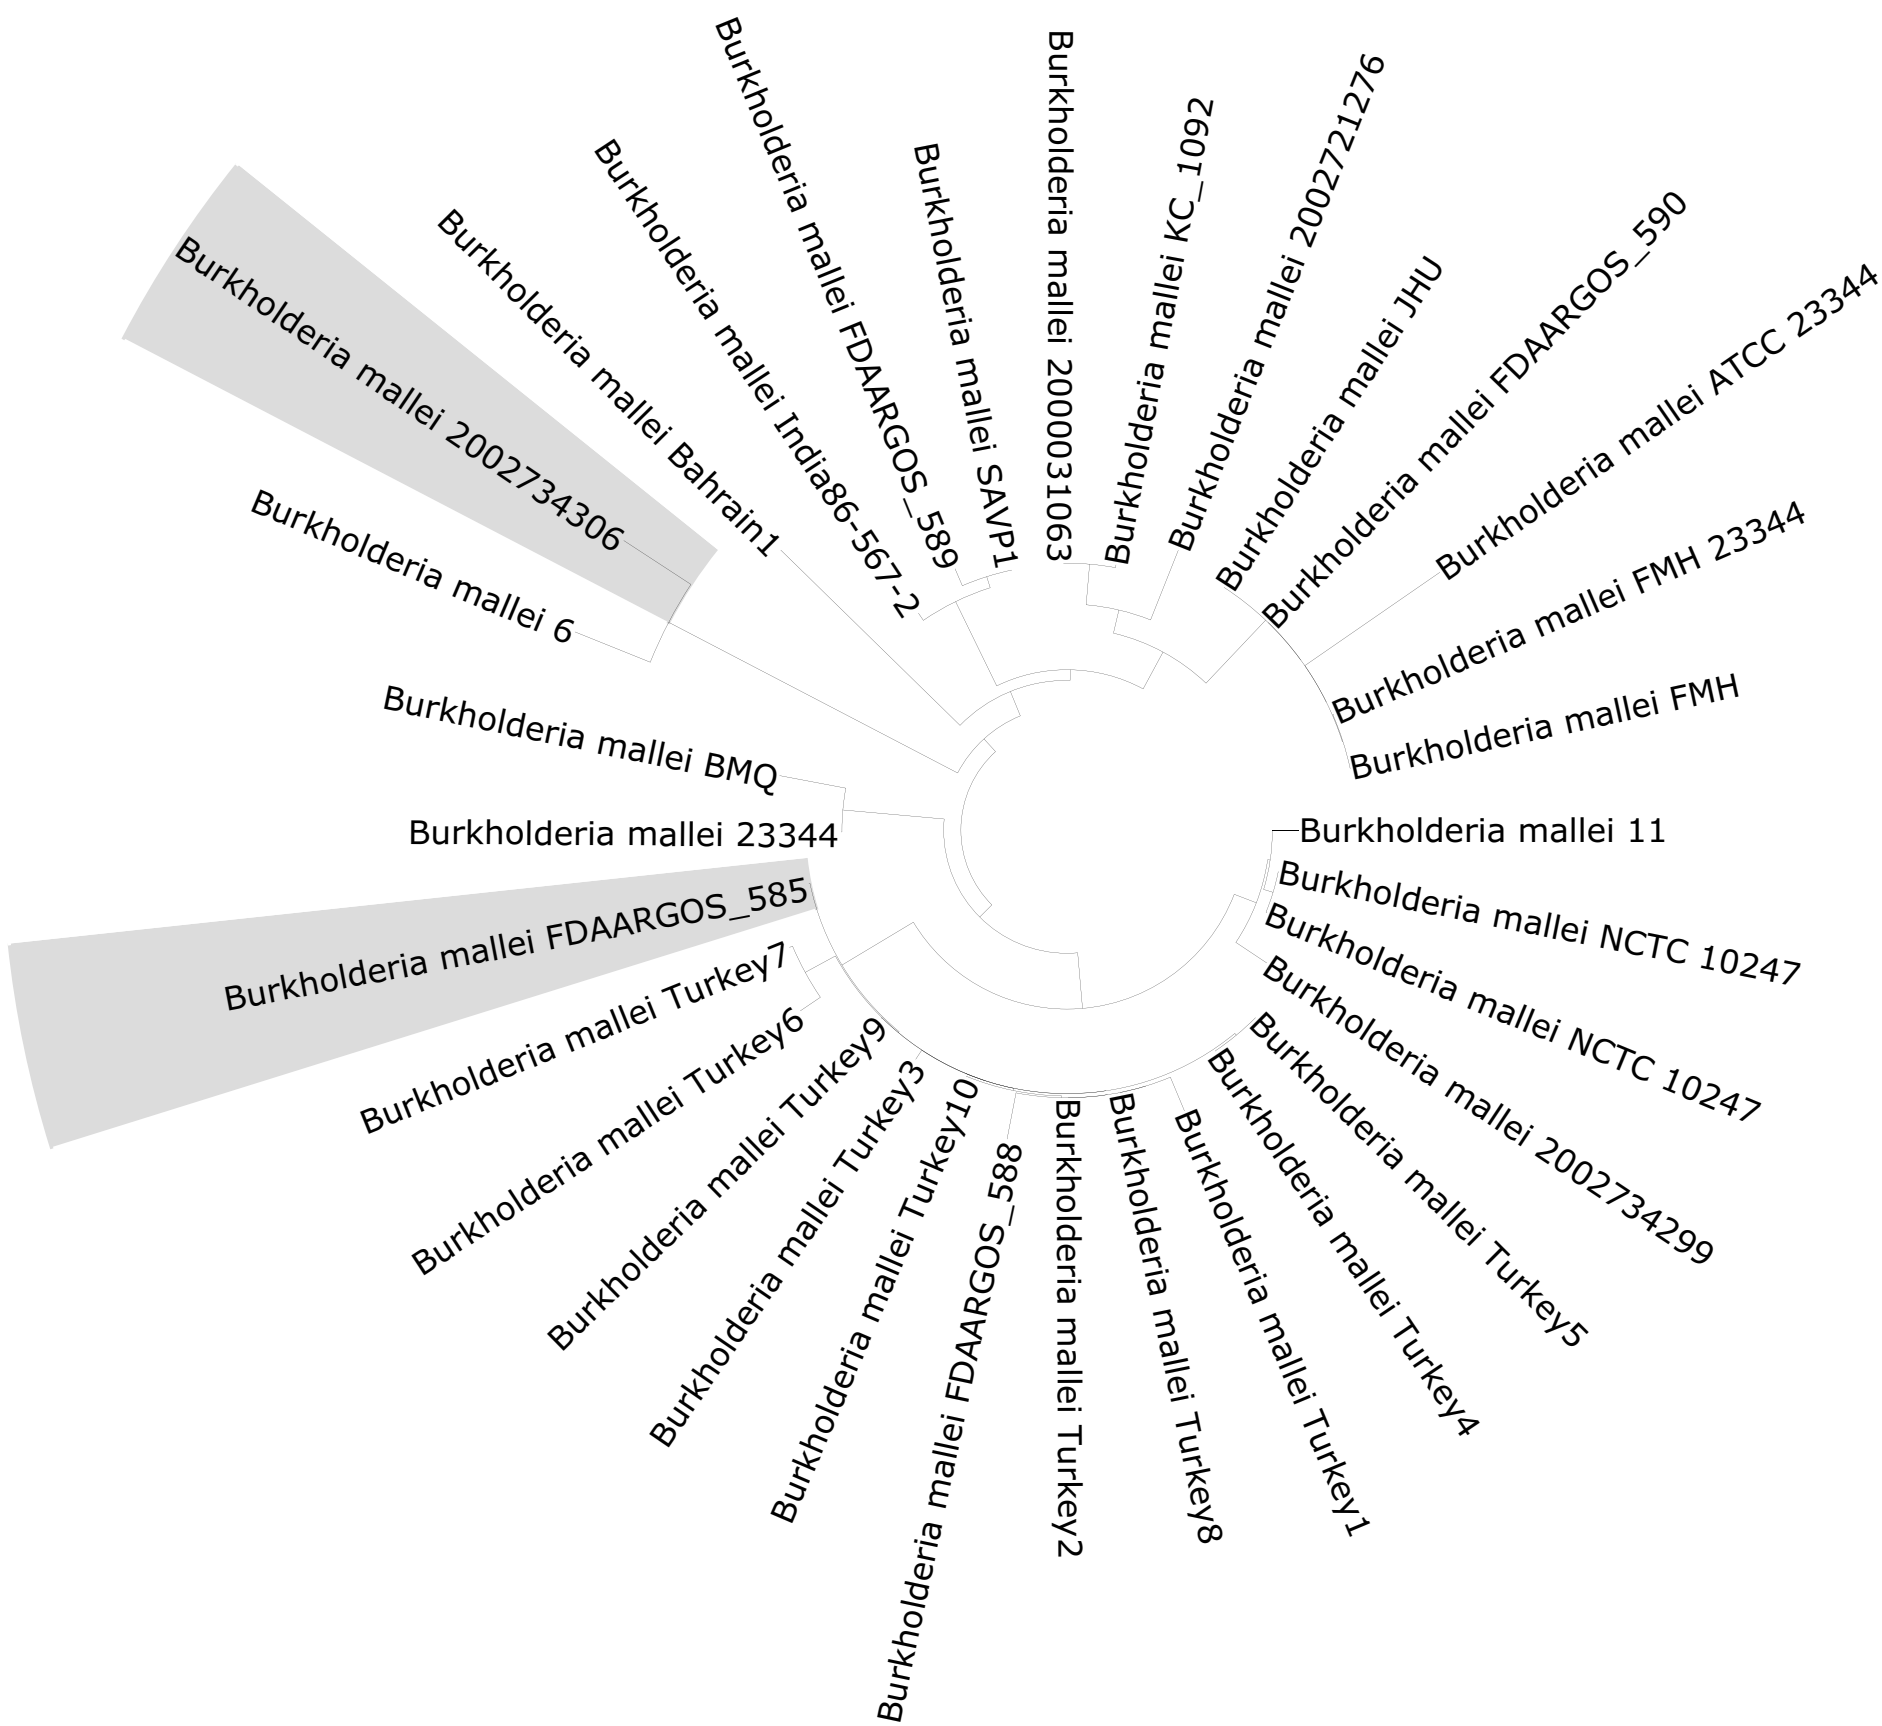 Burkholderia mallei 2000031063
Burkholderia mallei KC_1092
Burkholderia mallei 2002721276
Burkholderia mallei JHU
Burkholderia mallei FDAARGOS_590
Burkholderia mallei ATCC 23344
Burkholderia mallei FMH 23344
Burkholderia mallei FMH
Burkholderia mallei 11
Burkholderia mallei NCTC 10247
Burkholderia mallei NCTC 10247
Burkholderia mallei 2002734299
Burkholderia mallei Turkey5
Burkholderia mallei Turkey4
Burkholderia mallei Turkey1
Burkholderia mallei Turkey8
Burkholderia mallei Turkey2
Burkholderia mallei FDAARGOS_588
Burkholderia mallei Turkey10
Burkholderia mallei Turkey3
Burkholderia mallei Turkey9
Burkholderia mallei Turkey6
Burkholderia mallei Turkey7
Burkholderia mallei FDAARGOS_585
Burkholderia mallei 23344
Burkholderia mallei BMQ
Burkholderia mallei 6
Burkholderia mallei 2002734306
Burkholderia mallei Bahrain1
Burkholderia mallei India86-567-2
Burkholderia mallei FDAARGOS_589
Burkholderia mallei SAVP1